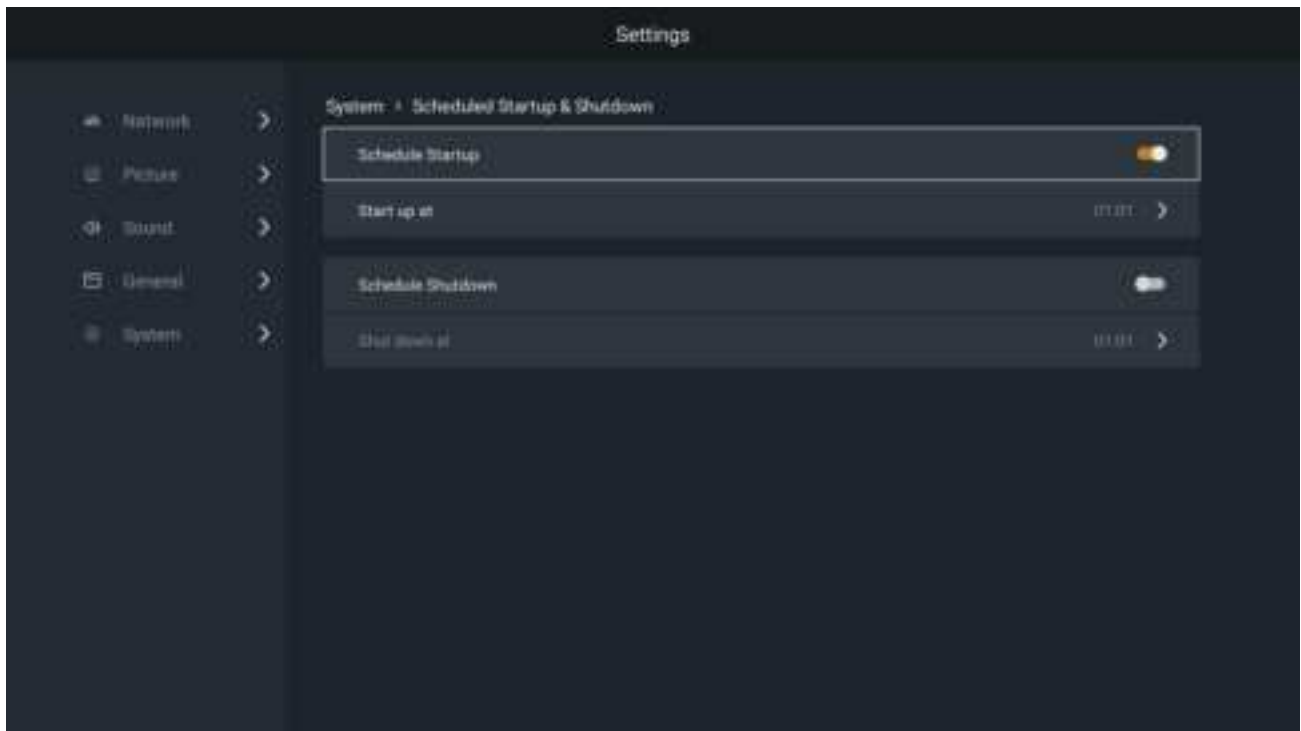 Settings
Network
Picture
Sound
General
System
System › Scheduled Startup & Shutdown
Schedule Startup
Start up at 01:01
Schedule Shutdown
Shut down at 01:01